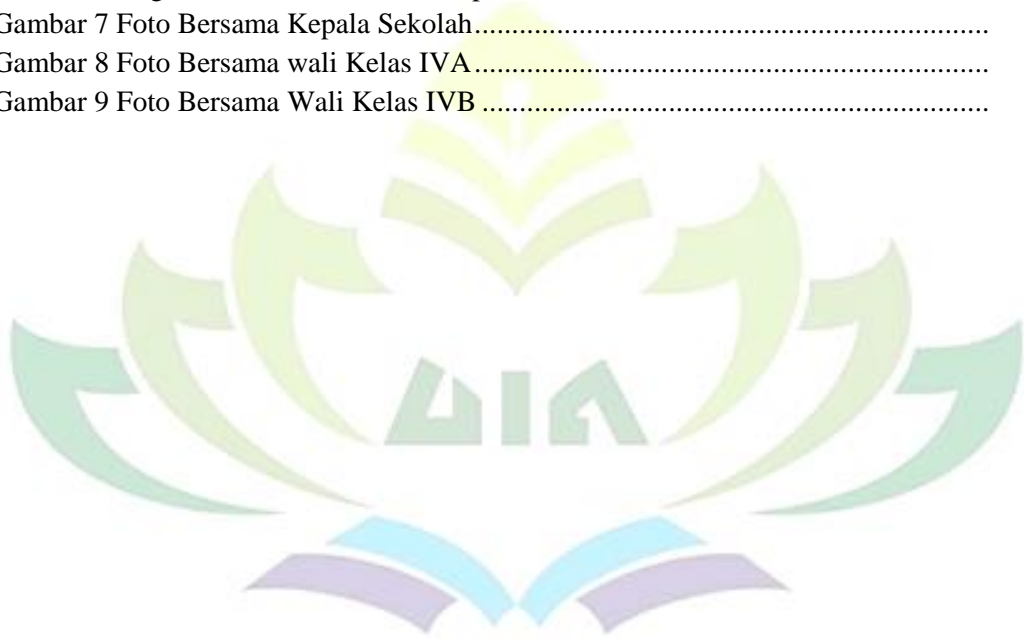 Gambar 7 Foto Bersama Kepala Sekolah.....................................................................
Gambar 8 Foto Bersama wali Kelas IVA.....................................................................
Gambar 9 Foto Bersama Wali Kelas IVB ....................................................................